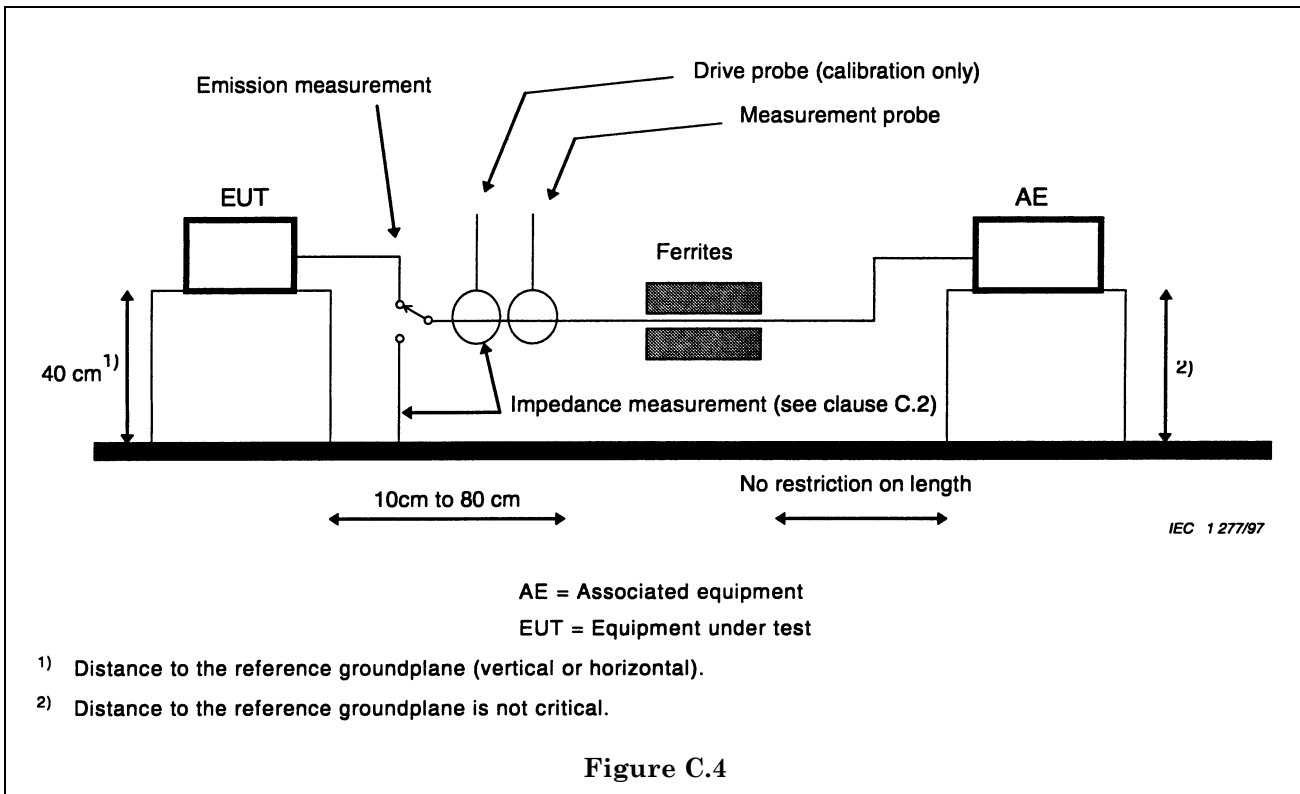 Drive probe (calibration only)
Emission measurement
Measurement probe
EUT
AE
Ferrites
40 cm 1)
2)
Impedance measurement (see clause C.2)
No restriction on length
10cm to 80 cm
IEC 1 277/97
AE = Associated equipment
EUT = Equipment under test
1) Distance to the reference groundplane (vertical or horizontal).
2) Distance to the reference groundplane is not critical.
Figure C.4